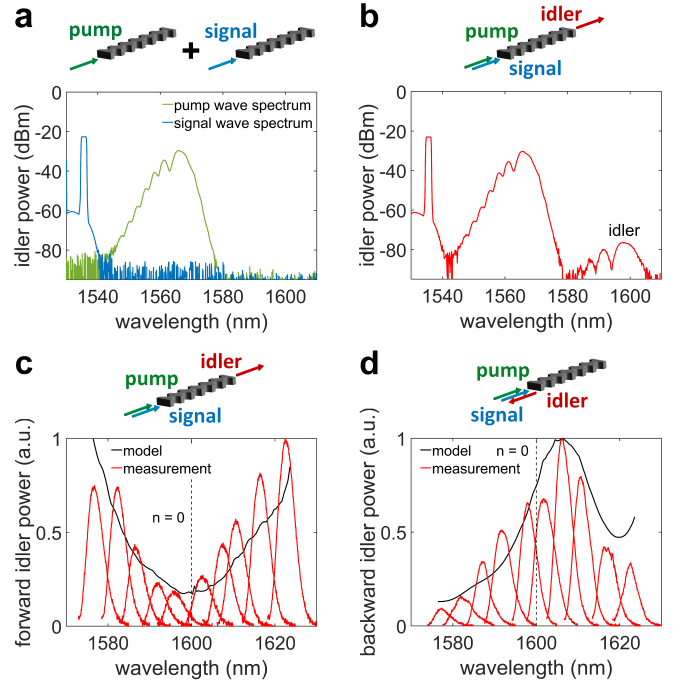 a
pump
signal
+
0
-20
-40
-60
-80
idler power (dBm)
pump wave spectrum
signal wave spectrum
1540
1560
1580
1600
wavelength (nm)
b
idler
pump
signal
0
-20
-40
-60
-80
idler power (dBm)
idler
1540
1560
1580
1600
wavelength (nm)
c
idler
pump
signal
1
0.5
0
forward idler power (a.u.)
model
measurement
n = 0
1580
1600
1620
wavelength (nm)
d
pump
idler
signal
1
0.5
0
backward idler power (a.u.)
model n = 0
measurement
1580
1600
1620
wavelength (nm)